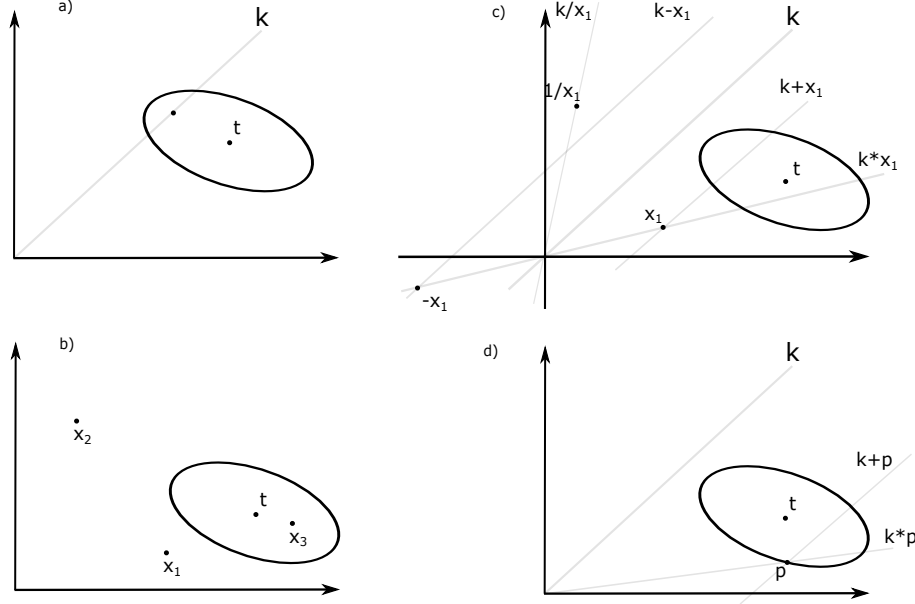 a)
k
t
c)
k/x₁
k-x₁
k
1/x₁
k+x₁
t
k*x₁
x₁
-x₁
b)
x₂
t
x₃
x₁
d)
k
k+p
t
k*p
p